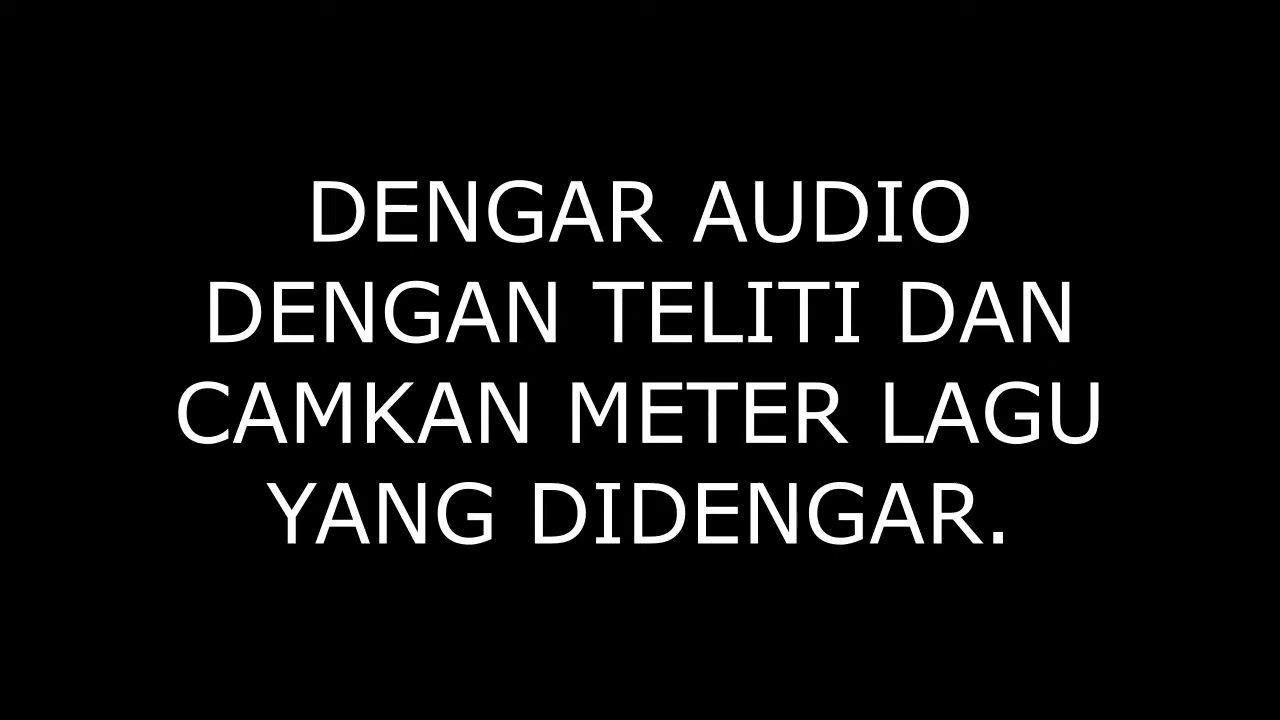 DENGAR AUDIO
DENGAN TELITI DAN
CAMKAN METER LAGU
YANG DIDENGAR.